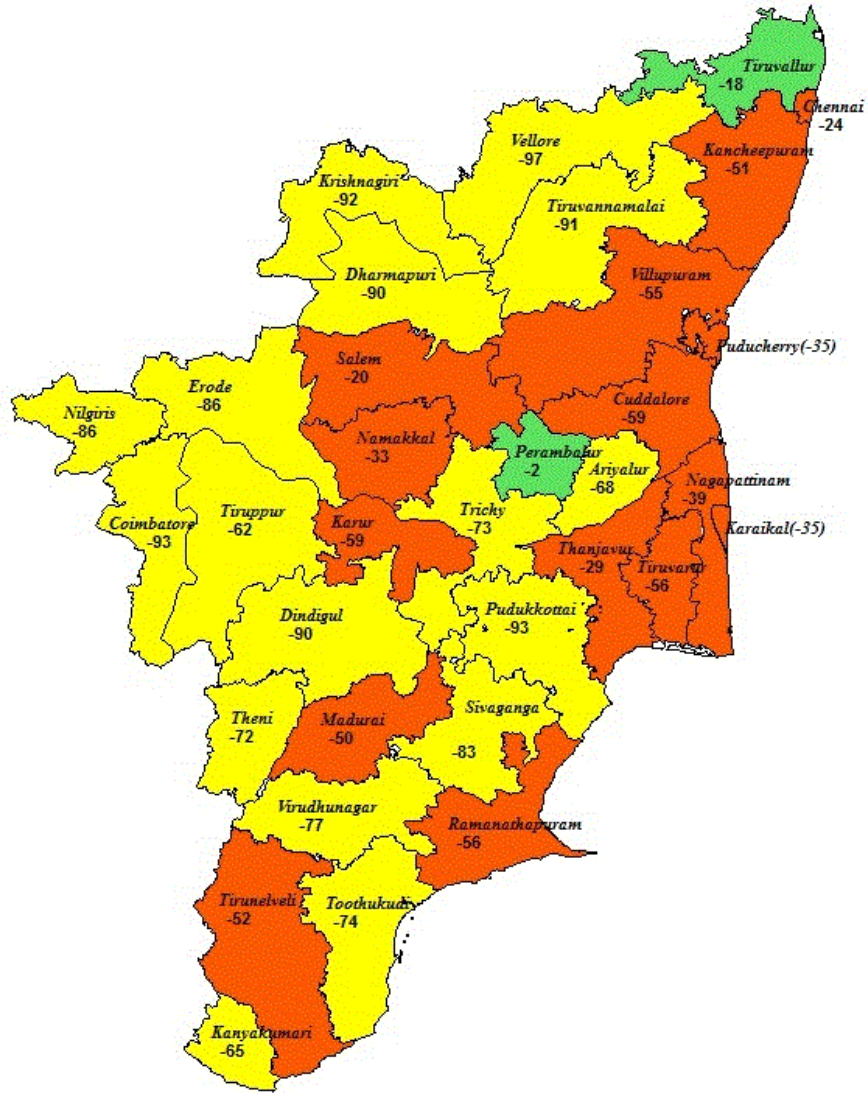 Tiruvallur
-18
Chennai
-24
Vellore
-97
Kancheepuram
-51
Krishnagiri
-92
Tiruvannamalai
-91
Dharmapuri
-90
Villupuram
-55
Puducherry(-35)
Salem
-20
Erode
-86
Cuddalore
-59
Nilgiris
-86
Namakkal
-33
Perambalur
-2
Ariyalur
-68
Nagapattinam
-39
Tiruppur
-62
Trichy
-73
Coimbatore
-93
Karur
-59
Karaikal(-35)
Thanjavur
-29
Tiruvarur
-56
Dindigul
-90
Pudukkottai
-93
Sivaganga
-83
Theni
-72
Madurai
-50
Virudhunagar
-77
Ramanathapuram
-56
Tirunelveli
-52
Toothukudi
-74
Kanyakumari
-65